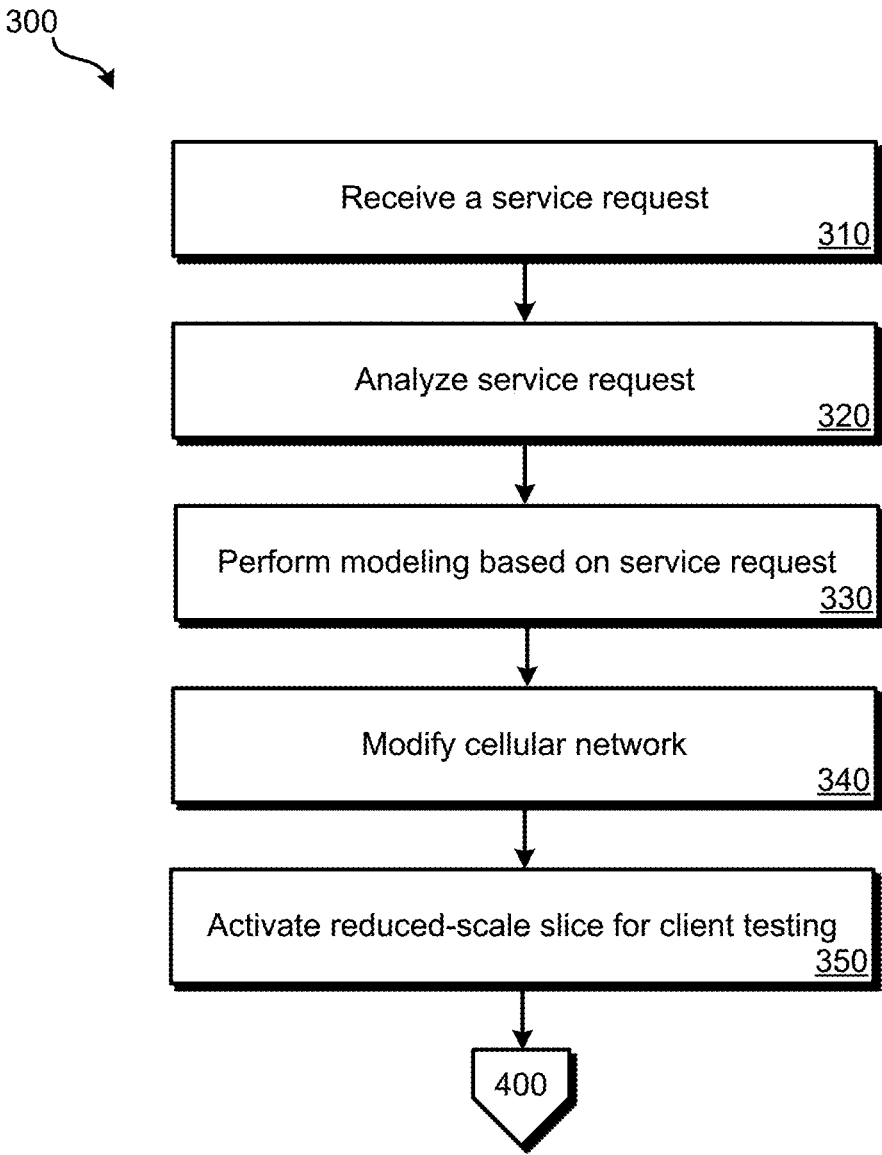 300
Receive a service request
310
Analyze service request
320
Perform modeling based on service request
330
Modify cellular network
340
Activate reduced-scale slice for client testing
350
400